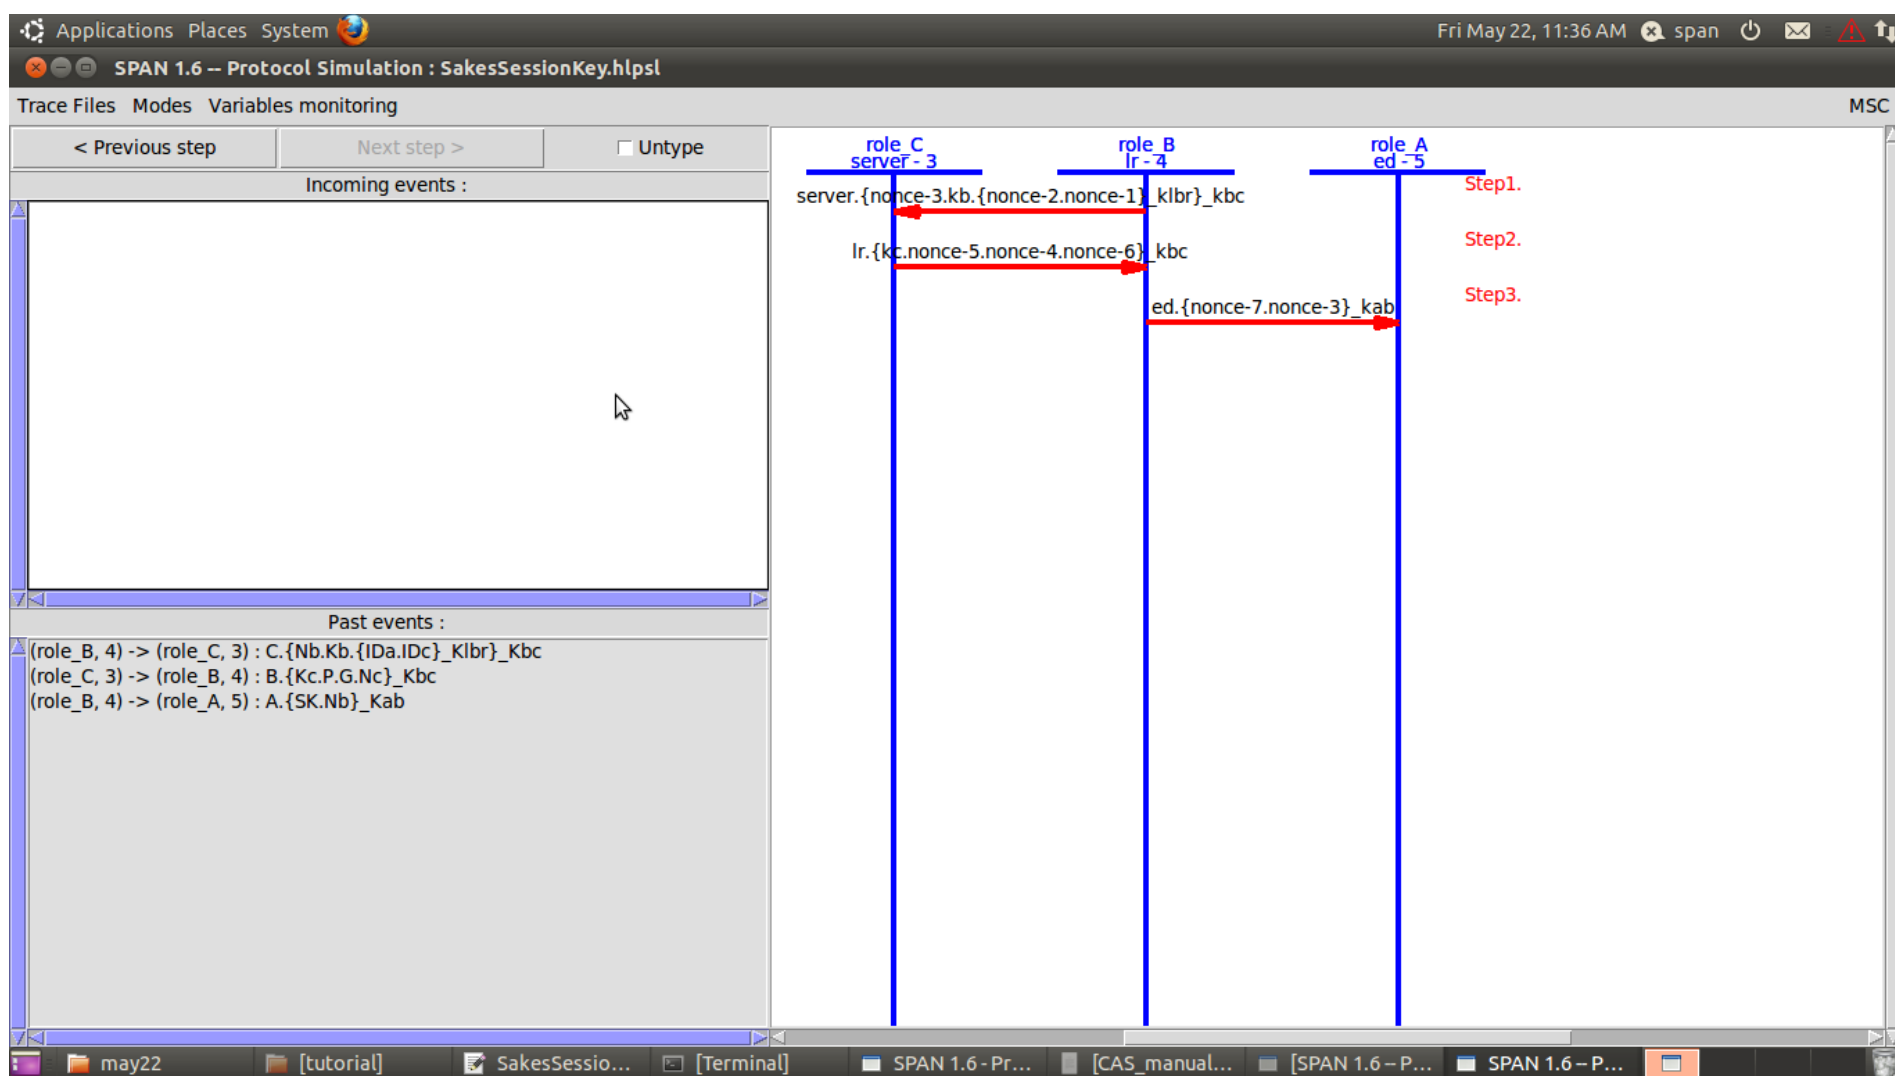 Applications Places System
Fri May 22, 11:36 AM span
SPAN 1.6 -- Protocol Simulation : SakesSessionKey.hlpsl
Trace Files Modes Variables monitoring
MSC
< Previous step
Next step >
Untype
Incoming events :
Past events :
(role_B, 4) -> (role_C, 3) : C.{Nb.Kb.{IDa.IDc}_Klbr}_Kbc
(role_C, 3) -> (role_B, 4) : B.{Kc.P.G.Nc}_Kbc
(role_B, 4) -> (role_A, 5) : A.{SK.Nb}_Kab
role_C
server - 3
role_B
lr - 4
role_A
ed - 5
Step1.
server.{nonce-3.kb.{nonce-2.nonce-1}_klbr}_kbc
Step2.
lr.{kc.nonce-5.nonce-4.nonce-6}_kbc
Step3.
ed.{nonce-7.nonce-3}_kab
may22
[tutorial]
SakesSessio...
[Terminal]
SPAN 1.6 - Pr...
[CAS_manual...
[SPAN 1.6 -- P...
SPAN 1.6 -- P...